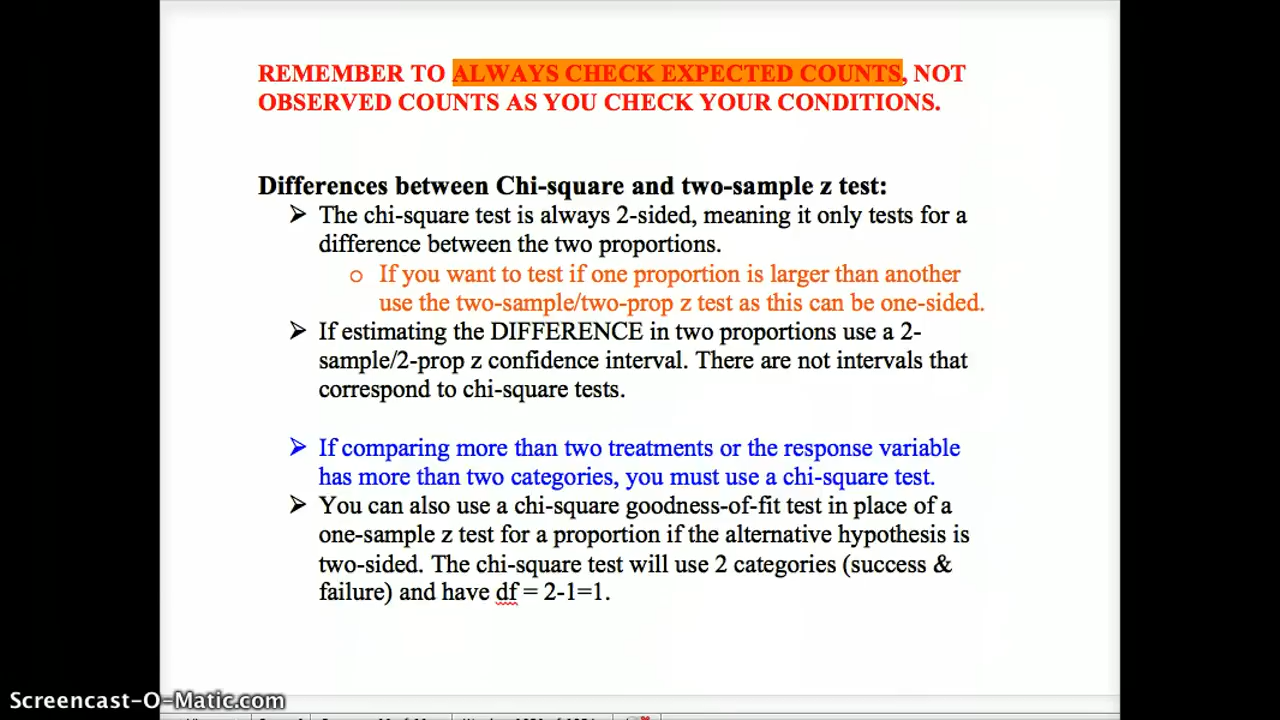 REMEMBER TO ALWAYS CHECK EXPECTED COUNTS, NOT
OBSERVED COUNTS AS YOU CHECK YOUR CONDITIONS.
Differences between Chi-square and two-sample z test:
➢ The chi-square test is always 2-sided, meaning it only tests for a
difference between the two proportions.
o If you want to test if one proportion is larger than another
use the two-sample/two-prop z test as this can be one-sided.
➢ If estimating the DIFFERENCE in two proportions use a 2-
sample/2-prop z confidence interval. There are not intervals that
correspond to chi-square tests.
➢ If comparing more than two treatments or the response variable
has more than two categories, you must use a chi-square test.
➢ You can also use a chi-square goodness-of-fit test in place of a
one-sample z test for a proportion if the alternative hypothesis is
two-sided. The chi-square test will use 2 categories (success &
failure) and have df = 2-1=1.
Screencast-O-Matic.com